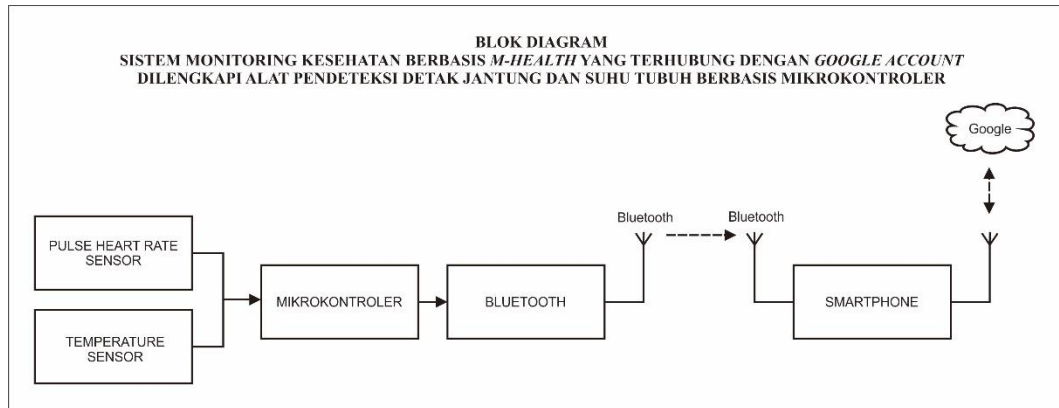 BLOK DIAGRAM
SISTEM MONITORING KESEHATAN BERBASIS M-HEALTH YANG TERHUBUNG DENGAN GOOGLE ACCOUNT
DILENGKAPI ALAT PENDETEKSI DETAK JANTUNG DAN SUHU TUBUH BERBASIS MIKROKONTROLER
Google
Bluetooth
Bluetooth
PULSE HEART RATE
SENSOR
TEMPERATURE
SENSOR
MIKROKONTROLER
BLUETOOTH
SMARTPHONE